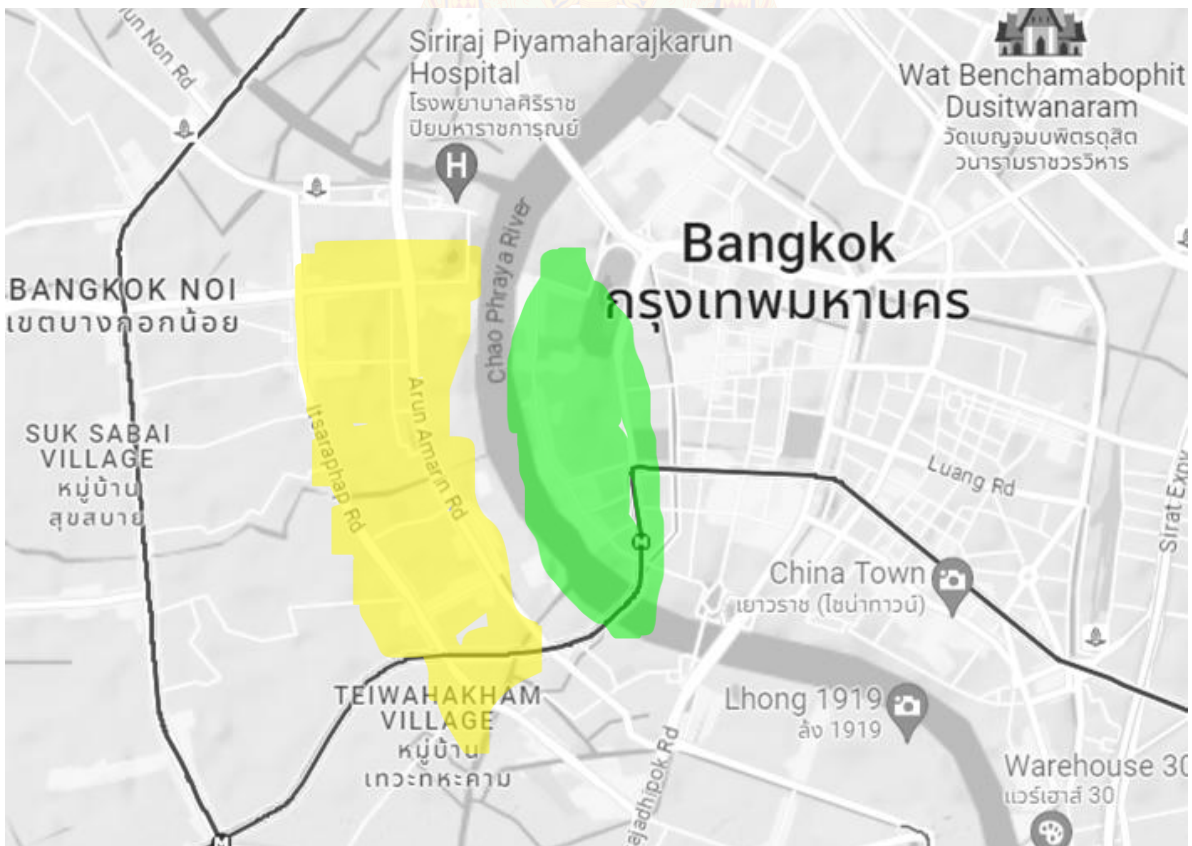 Siriraj Piyamaharajkarun
Hospital
โรงพยาบาลศิริราช
ปิยมหาราชการุณย์
H
Wat Benchamabophit
Dusitwanaram
วัดเบญจมบพิตรดุสิต
วนารามราชวรวิหาร
un Non Rd
Chao Phraya River
Bangkok
กรุงเทพมหานคร
BANGKOK NOI
เขตบางกอกน้อย
Itsaraphap Rd
Arun Amarin Rd
SUK SABAI
VILLAGE
หมู่บ้าน
สุขสบาย
Luang Rd
Sirat Expy
M
China Town
เยาวราช (ไชน่าทาวน์)
TEIWAHAKHAM
VILLAGE
หมู่บ้าน
เทวะทหะคาม
Lhong 1919
ล้ง 1919
ajadhipok Rd
Warehouse 30
แวร์เฮาส์ 30
M